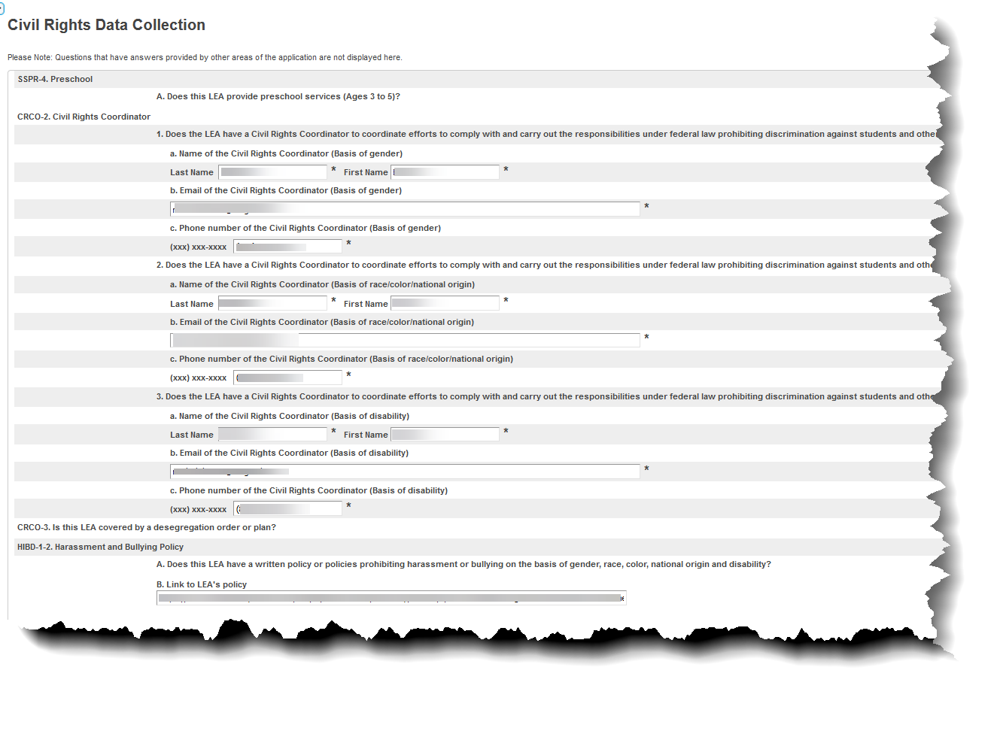 Civil Rights Data Collection
Please Note: Questions that have answers provided by other areas of the application are not displayed here.
SSPR-4. Preschool
A. Does this LEA provide preschool services (Ages 3 to 5)?
CRCO-2. Civil Rights Coordinator
1. Does the LEA have a Civil Rights Coordinator to coordinate efforts to comply with and carry out the responsibilities under federal law prohibiting discrimination against students and othe
a. Name of the Civil Rights Coordinator (Basis of gender)
Last Name * First Name *
b. Email of the Civil Rights Coordinator (Basis of gender)
*
c. Phone number of the Civil Rights Coordinator (Basis of gender)
(xxx) xxx-xxxx *
2. Does the LEA have a Civil Rights Coordinator to coordinate efforts to comply with and carry out the responsibilities under federal law prohibiting discrimination against students and othe
a. Name of the Civil Rights Coordinator (Basis of race/color/national origin)
Last Name * First Name *
b. Email of the Civil Rights Coordinator (Basis of race/color/national origin)
*
c. Phone number of the Civil Rights Coordinator (Basis of race/color/national origin)
(xxx) xxx-xxxx *
3. Does the LEA have a Civil Rights Coordinator to coordinate efforts to comply with and carry out the responsibilities under federal law prohibiting discrimination against students and othe
a. Name of the Civil Rights Coordinator (Basis of disability)
Last Name * First Name *
b. Email of the Civil Rights Coordinator (Basis of disability)
*
c. Phone number of the Civil Rights Coordinator (Basis of disability)
(xxx) xxx-xxxx *
CRCO-3. Is this LEA covered by a desegregation order or plan?
HIBD-1-2. Harassment and Bullying Policy
A. Does this LEA have a written policy or policies prohibiting harassment or bullying on the basis of gender, race, color, national origin and disability?
B. Link to LEA's policy